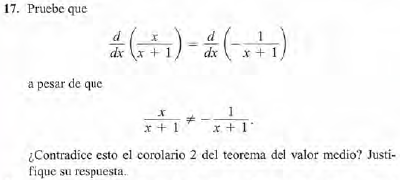 17. Pruebe que
d/dx (x/(x + 1)) = d/dx (-1/(x + 1))
a pesar de que
x/(x + 1) ≠ -1/(x + 1).
¿Contradice esto el corolario 2 del teorema del valor medio? Justi-
fique su respuesta.